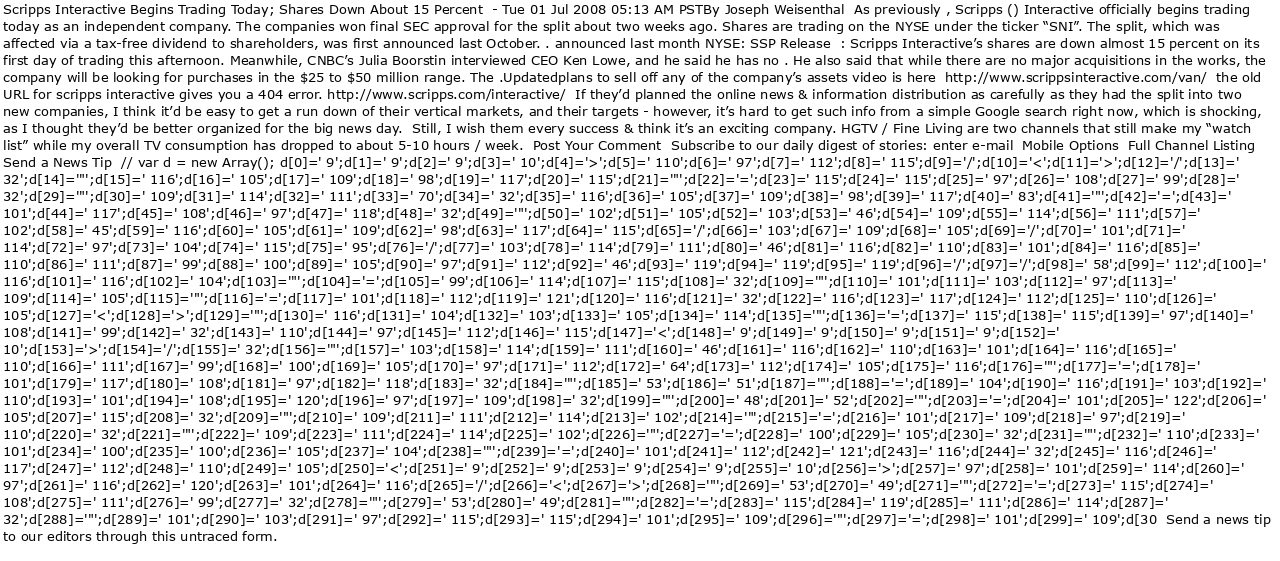 Scripps Interactive Begins Trading Today; Shares Down About 15 Percent  - Tue 01 Jul 2008 05:13 AM PSTBy Joseph Weisenthal  As previously , Scripps () Interactive officially begins trading
today as an independent company. The companies won final SEC approval for the split about two weeks ago. Shares are trading on the NYSE under the ticker “SNI”. The split, which was
affected via a tax-free dividend to shareholders, was first announced last October. . announced last month NYSE: SSP Release  : Scripps Interactive’s shares are down almost 15 percent on its
first day of trading this afternoon. Meanwhile, CNBC’s Julia Boorstin interviewed CEO Ken Lowe, and he said he has no . He also said that while there are no major acquisitions in the works, the
company will be looking for purchases in the $25 to $50 million range. The .Updatedplans to sell off any of the company’s assets video is here  http://www.scrippsinteractive.com/van/  the old
URL for scripps interactive gives you a 404 error. http://www.scripps.com/interactive/  If they’d planned the online news & information distribution as carefully as they had the split into two
new companies, I think it’d be easy to get a run down of their vertical markets, and their targets - however, it’s hard to get such info from a simple Google search right now, which is shocking,
as I thought they’d be better organized for the big news day.  Still, I wish them every success & think it’s an exciting company. HGTV / Fine Living are two channels that still make my “watch
list” while my overall TV consumption has dropped to about 5-10 hours / week.  Post Your Comment  Subscribe to our daily digest of stories: enter e-mail  Mobile Options  Full Channel Listing
Send a News Tip  // var d = new Array(); d[0]=' 9';d[1]=' 9';d[2]=' 9';d[3]=' 10';d[4]='>';d[5]=' 110';d[6]=' 97';d[7]=' 112';d[8]=' 115';d[9]='/';d[10]='<';d[11]='>';d[12]='/';d[13]='
32';d[14]='"';d[15]=' 116';d[16]=' 105';d[17]=' 109';d[18]=' 98';d[19]=' 117';d[20]=' 115';d[21]='"';d[22]='=';d[23]=' 115';d[24]=' 115';d[25]=' 97';d[26]=' 108';d[27]=' 99';d[28]='
32';d[29]='"';d[30]=' 109';d[31]=' 114';d[32]=' 111';d[33]=' 70';d[34]=' 32';d[35]=' 116';d[36]=' 105';d[37]=' 109';d[38]=' 98';d[39]=' 117';d[40]=' 83';d[41]='"';d[42]='=';d[43]='
101';d[44]=' 117';d[45]=' 108';d[46]=' 97';d[47]=' 118';d[48]=' 32';d[49]='"';d[50]=' 102';d[51]=' 105';d[52]=' 103';d[53]=' 46';d[54]=' 109';d[55]=' 114';d[56]=' 111';d[57]='
102';d[58]=' 45';d[59]=' 116';d[60]=' 105';d[61]=' 109';d[62]=' 98';d[63]=' 117';d[64]=' 115';d[65]='/';d[66]=' 103';d[67]=' 109';d[68]=' 105';d[69]='/';d[70]=' 101';d[71]='
114';d[72]=' 97';d[73]=' 104';d[74]=' 115';d[75]=' 95';d[76]='/';d[77]=' 103';d[78]=' 114';d[79]=' 111';d[80]=' 46';d[81]=' 116';d[82]=' 110';d[83]=' 101';d[84]=' 116';d[85]='
110';d[86]=' 111';d[87]=' 99';d[88]=' 100';d[89]=' 105';d[90]=' 97';d[91]=' 112';d[92]=' 46';d[93]=' 119';d[94]=' 119';d[95]=' 119';d[96]='/';d[97]='/';d[98]=' 58';d[99]=' 112';d[100]='
116';d[101]=' 116';d[102]=' 104';d[103]='"';d[104]='=';d[105]=' 99';d[106]=' 114';d[107]=' 115';d[108]=' 32';d[109]='"';d[110]=' 101';d[111]=' 103';d[112]=' 97';d[113]='
109';d[114]=' 105';d[115]='"';d[116]='=';d[117]=' 101';d[118]=' 112';d[119]=' 121';d[120]=' 116';d[121]=' 32';d[122]=' 116';d[123]=' 117';d[124]=' 112';d[125]=' 110';d[126]='
105';d[127]='<';d[128]='>';d[129]='"';d[130]=' 116';d[131]=' 104';d[132]=' 103';d[133]=' 105';d[134]=' 114';d[135]='"';d[136]='=';d[137]=' 115';d[138]=' 115';d[139]=' 97';d[140]='
108';d[141]=' 99';d[142]=' 32';d[143]=' 110';d[144]=' 97';d[145]=' 112';d[146]=' 115';d[147]='<';d[148]=' 9';d[149]=' 9';d[150]=' 9';d[151]=' 9';d[152]='
10';d[153]='>';d[154]='/';d[155]=' 32';d[156]='"';d[157]=' 103';d[158]=' 114';d[159]=' 111';d[160]=' 46';d[161]=' 116';d[162]=' 110';d[163]=' 101';d[164]=' 116';d[165]='
110';d[166]=' 111';d[167]=' 99';d[168]=' 100';d[169]=' 105';d[170]=' 97';d[171]=' 112';d[172]=' 64';d[173]=' 112';d[174]=' 105';d[175]=' 116';d[176]='"';d[177]='=';d[178]='
101';d[179]=' 117';d[180]=' 108';d[181]=' 97';d[182]=' 118';d[183]=' 32';d[184]='"';d[185]=' 53';d[186]=' 51';d[187]='"';d[188]='=';d[189]=' 104';d[190]=' 116';d[191]=' 103';d[192]='
110';d[193]=' 101';d[194]=' 108';d[195]=' 120';d[196]=' 97';d[197]=' 109';d[198]=' 32';d[199]='"';d[200]=' 48';d[201]=' 52';d[202]='"';d[203]='=';d[204]=' 101';d[205]=' 122';d[206]='
105';d[207]=' 115';d[208]=' 32';d[209]='"';d[210]=' 109';d[211]=' 111';d[212]=' 114';d[213]=' 102';d[214]='"';d[215]='=';d[216]=' 101';d[217]=' 109';d[218]=' 97';d[219]='
110';d[220]=' 32';d[221]='"';d[222]=' 109';d[223]=' 111';d[224]=' 114';d[225]=' 102';d[226]='"';d[227]='=';d[228]=' 100';d[229]=' 105';d[230]=' 32';d[231]='"';d[232]=' 110';d[233]='
101';d[234]=' 100';d[235]=' 100';d[236]=' 105';d[237]=' 104';d[238]='"';d[239]='=';d[240]=' 101';d[241]=' 112';d[242]=' 121';d[243]=' 116';d[244]=' 32';d[245]=' 116';d[246]='
117';d[247]=' 112';d[248]=' 110';d[249]=' 105';d[250]='<';d[251]=' 9';d[252]=' 9';d[253]=' 9';d[254]=' 9';d[255]=' 10';d[256]='>';d[257]=' 97';d[258]=' 101';d[259]=' 114';d[260]='
97';d[261]=' 116';d[262]=' 120';d[263]=' 101';d[264]=' 116';d[265]='/';d[266]='<';d[267]='>';d[268]='"';d[269]=' 53';d[270]=' 49';d[271]='"';d[272]='=';d[273]=' 115';d[274]='
108';d[275]=' 111';d[276]=' 99';d[277]=' 32';d[278]='"';d[279]=' 53';d[280]=' 49';d[281]='"';d[282]='=';d[283]=' 115';d[284]=' 119';d[285]=' 111';d[286]=' 114';d[287]='
32';d[288]='"';d[289]=' 101';d[290]=' 103';d[291]=' 97';d[292]=' 115';d[293]=' 115';d[294]=' 101';d[295]=' 109';d[296]='"';d[297]='=';d[298]=' 101';d[299]=' 109';d[30  Send a news tip
to our editors through this untraced form.